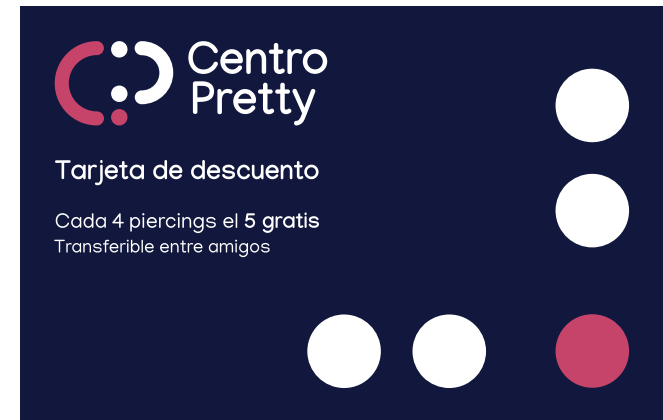 Centro
Pretty
Tarjeta de descuento
Cada 4 piercings el 5 gratis
Transferible entre amigos